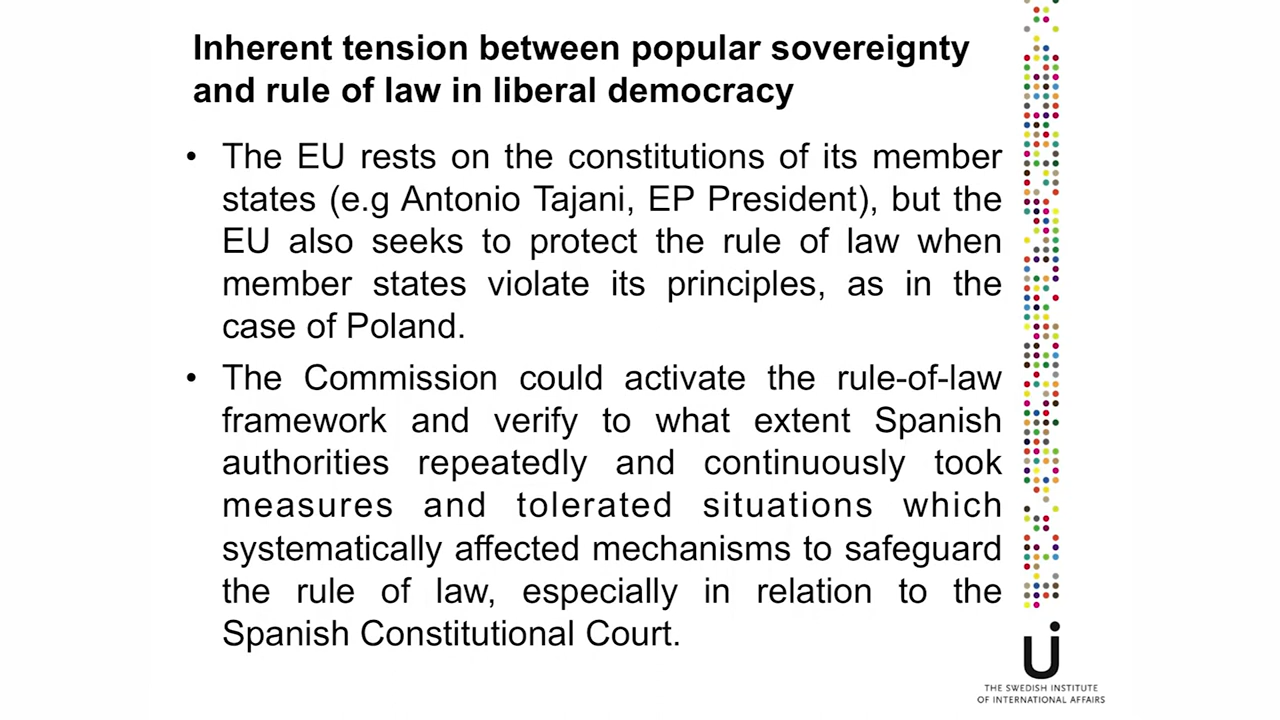 Inherent tension between popular sovereignty
and rule of law in liberal democracy
• The EU rests on the constitutions of its member
states (e.g Antonio Tajani, EP President), but the
EU also seeks to protect the rule of law when
member states violate its principles, as in the
case of Poland.
• The Commission could activate the rule-of-law
framework and verify to what extent Spanish
authorities repeatedly and continuously took
measures and tolerated situations which
systematically affected mechanisms to safeguard
the rule of law, especially in relation to the
Spanish Constitutional Court.
UI
THE SWEDISH INSTITUTE
OF INTERNATIONAL AFFAIRS